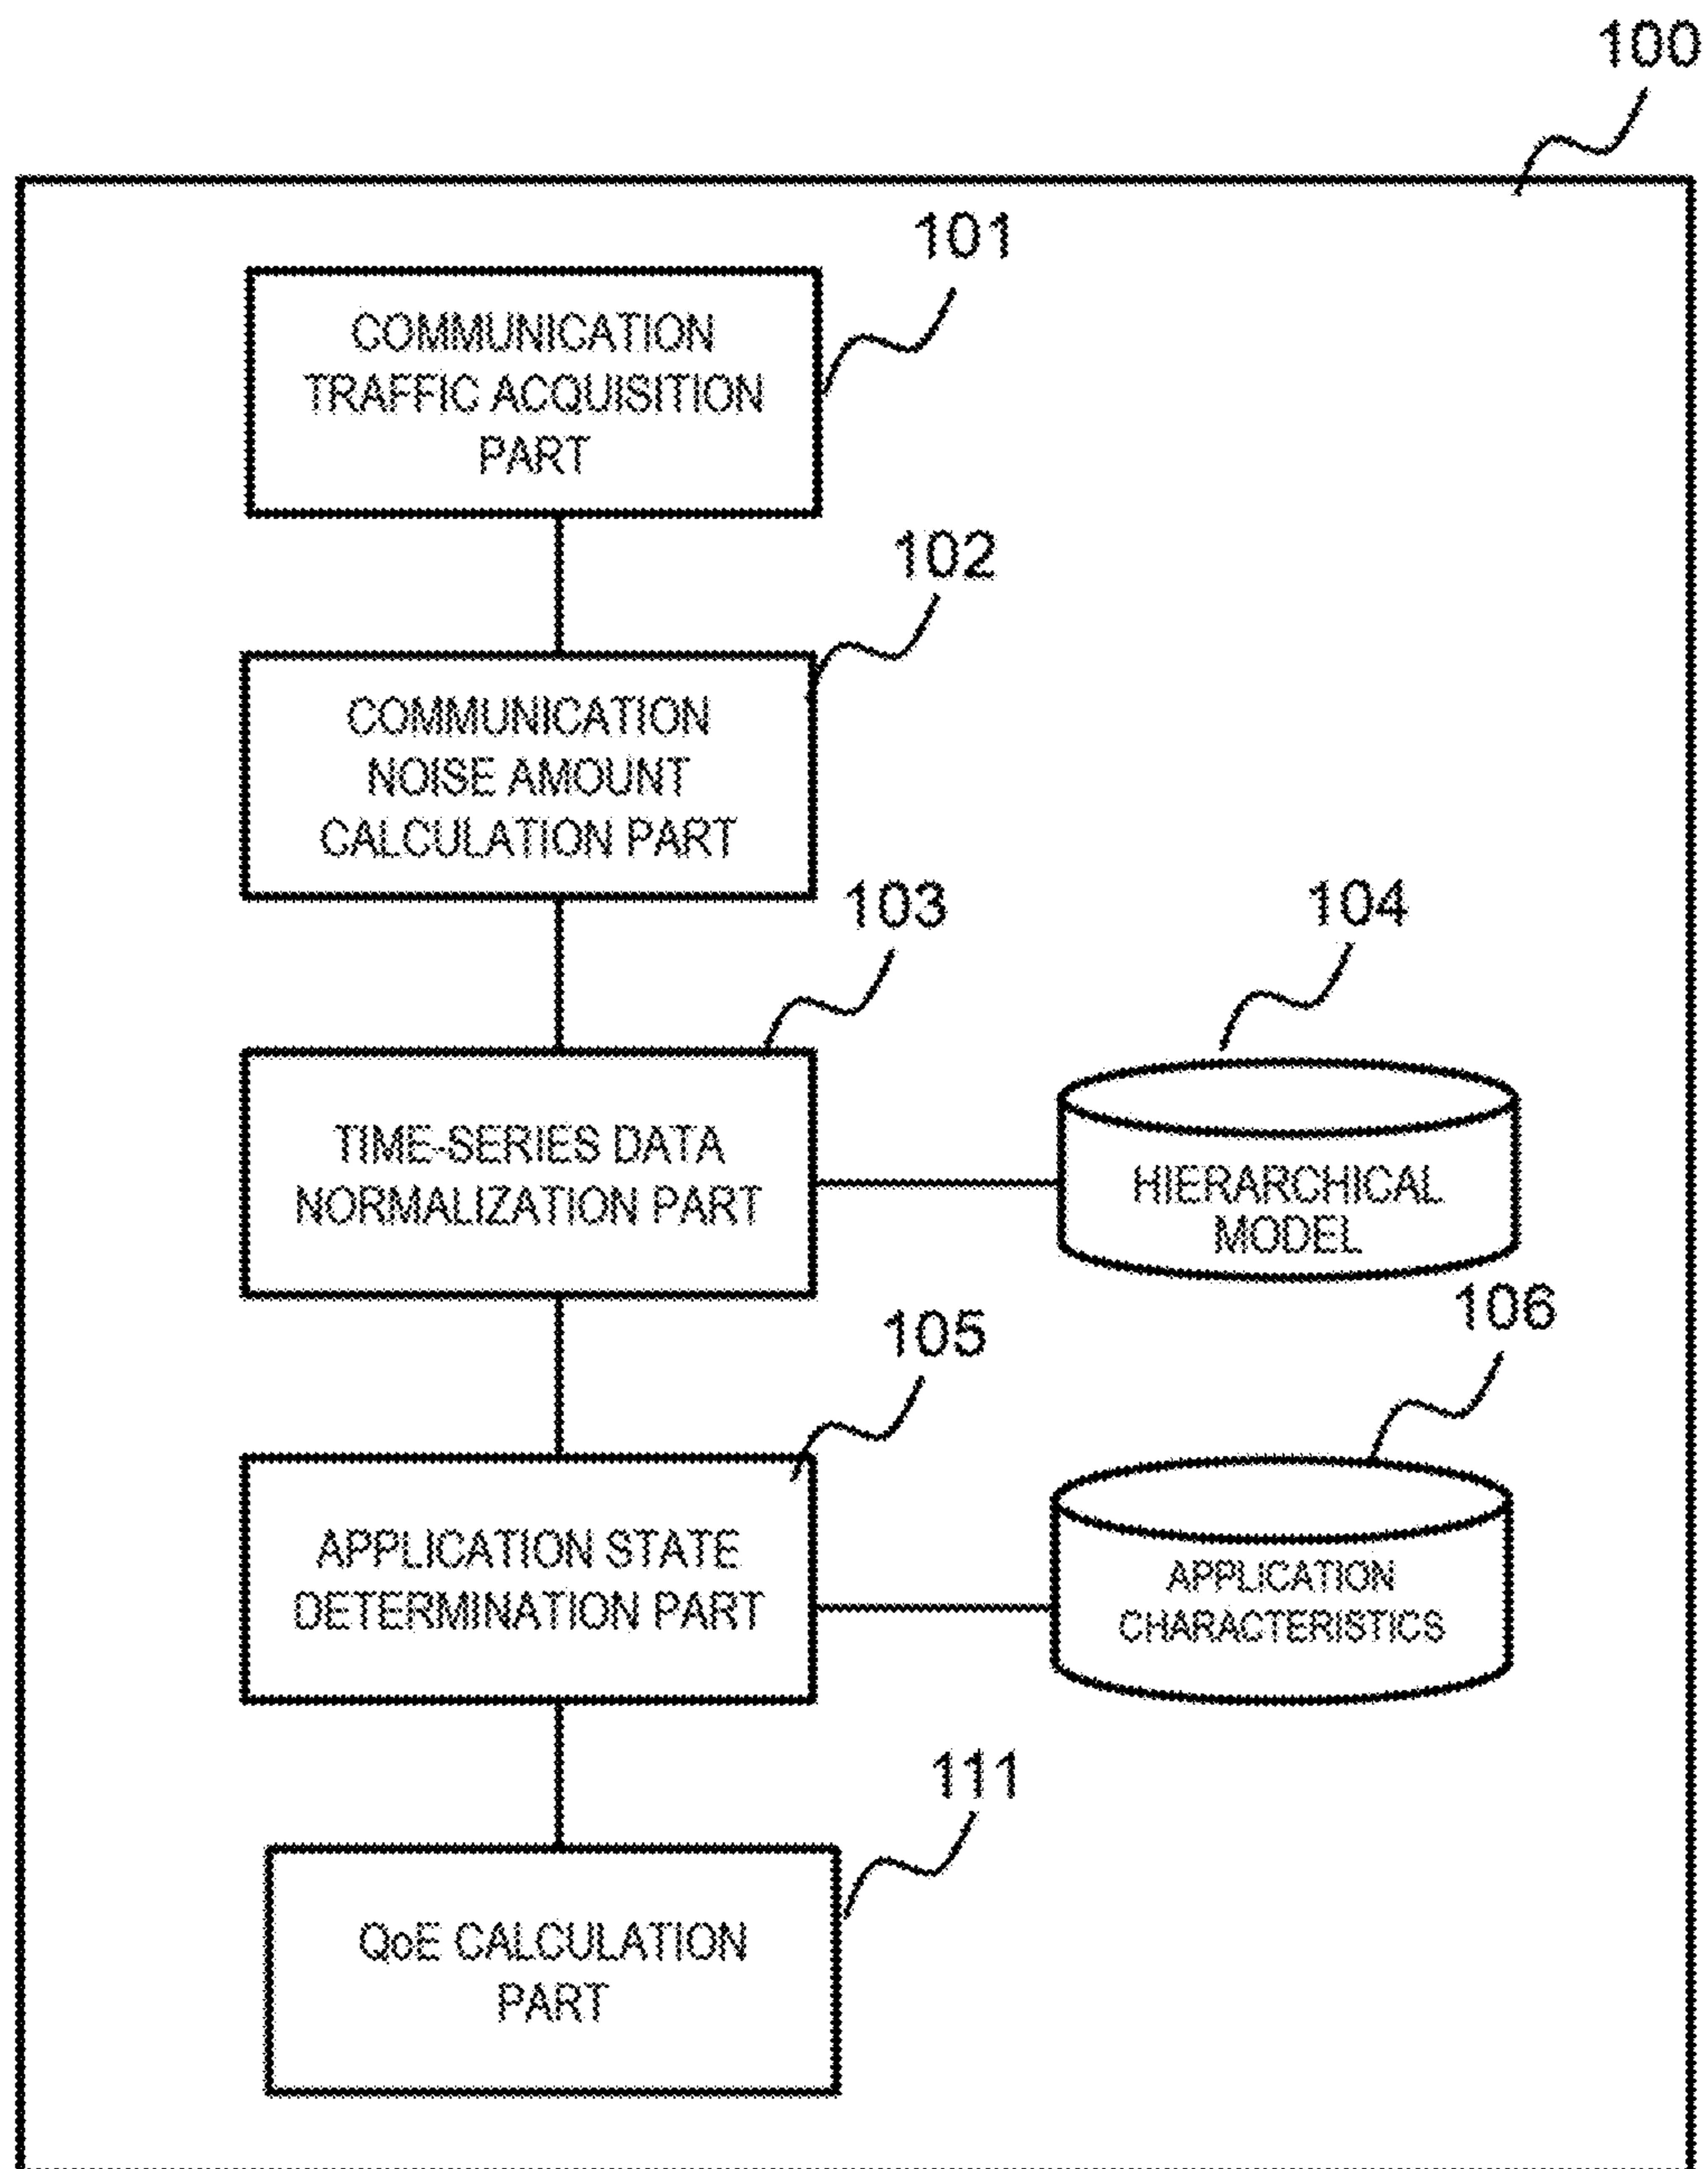 100
101
COMMUNICATION
TRAFFIC ACQUISITION
PART
102
COMMUNICATION
NOISE AMOUNT
CALCULATION PART
103
104
TIME-SERIES DATA
NORMALIZATION PART
HIERARCHICAL
MODEL
105
106
APPLICATION STATE
DETERMINATION PART
APPLICATION
CHARACTERISTICS
111
QoE CALCULATION
PART